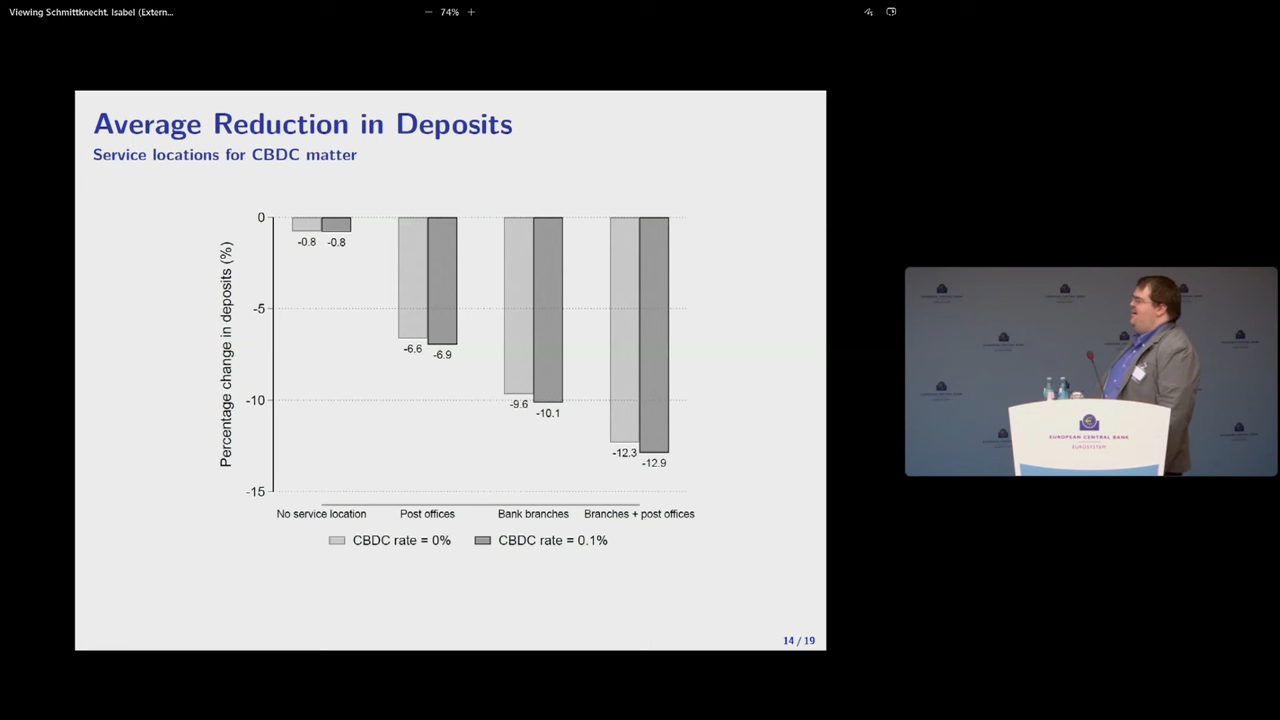 Viewing Schmittknecht, Isabel (Extern...
74%
Average Reduction in Deposits
Service locations for CBDC matter
Percentage change in deposits (%)
0
-5
-10
-15
-0.8
-0.8
-6.6
-6.9
-9.6
-10.1
-12.3
-12.9
No service location
Post offices
Bank branches
Branches + post offices
CBDC rate = 0%
CBDC rate = 0.1%
14 / 19
EUROPEAN CENTRAL BANK
EUROSYSTEM